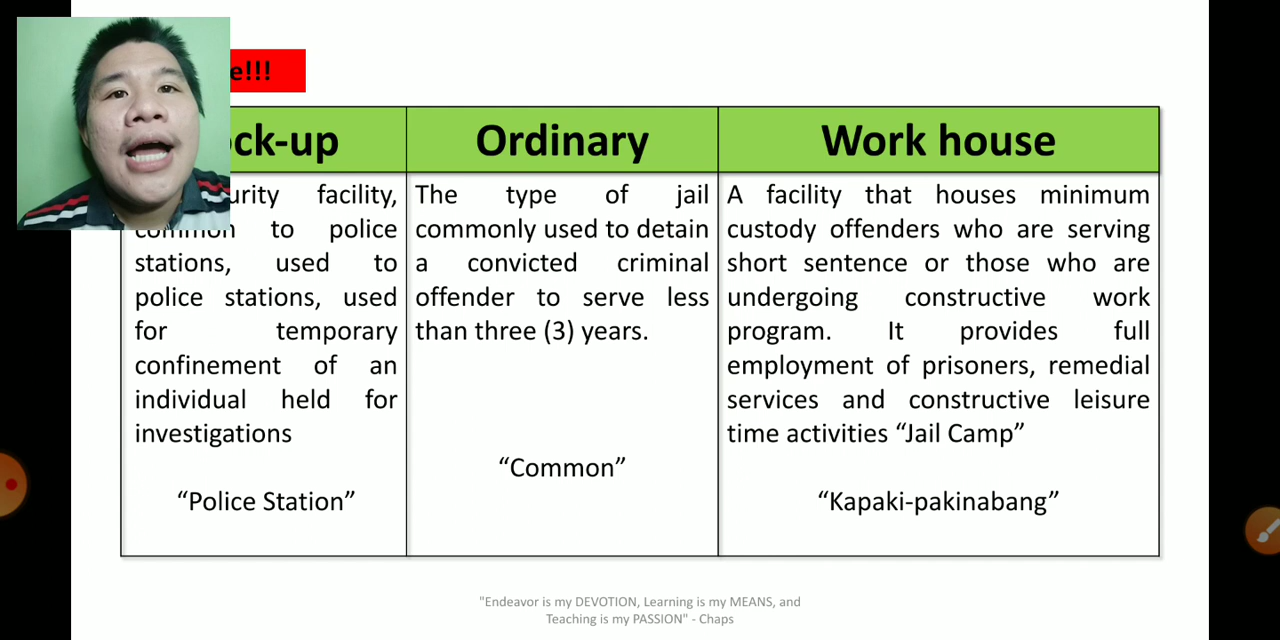 e!!!
ck-up Ordinary Work house
urity facility,
common to police
stations, used to
police stations, used
for temporary
confinement of an
individual held for
investigations
“Police Station”
The type of jail
commonly used to detain
a convicted criminal
offender to serve less
than three (3) years.
“Common”
A facility that houses minimum
custody offenders who are serving
short sentence or those who are
undergoing constructive work
program. It provides full
employment of prisoners, remedial
services and constructive leisure
time activities “Jail Camp”
“Kapaki-pakinabang”
"Endeavor is my DEVOTION, Learning is my MEANS, and
Teaching is my PASSION" - Chaps